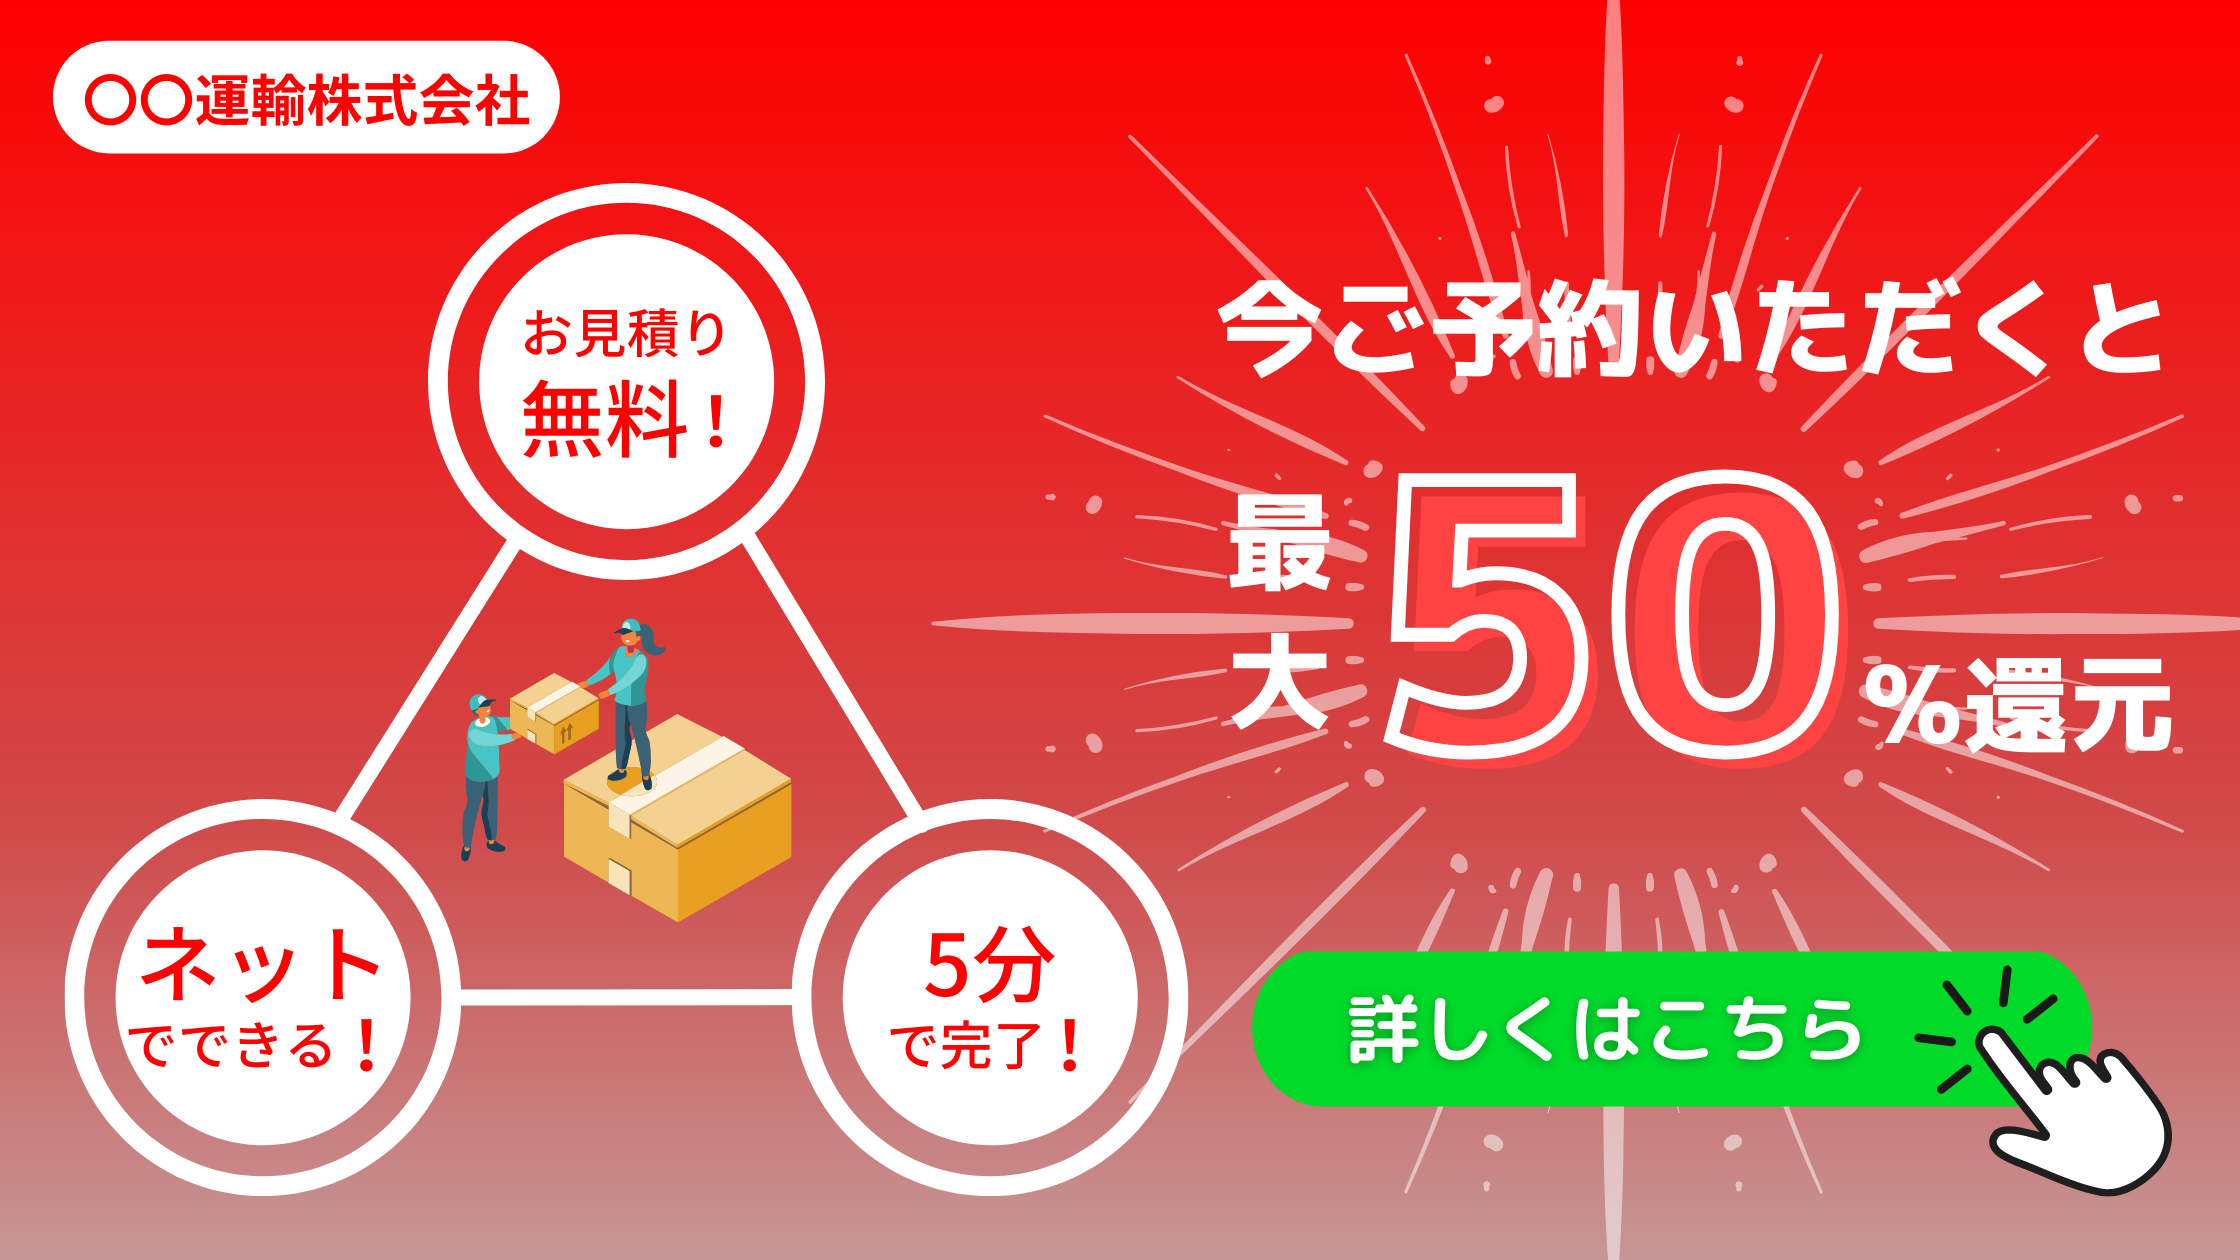 〇〇運輸株式会社
お見積り
無料！
ネット
でできる！
5分
で完了！
今ご予約いただくと
最大50%還元
詳しくはこちら